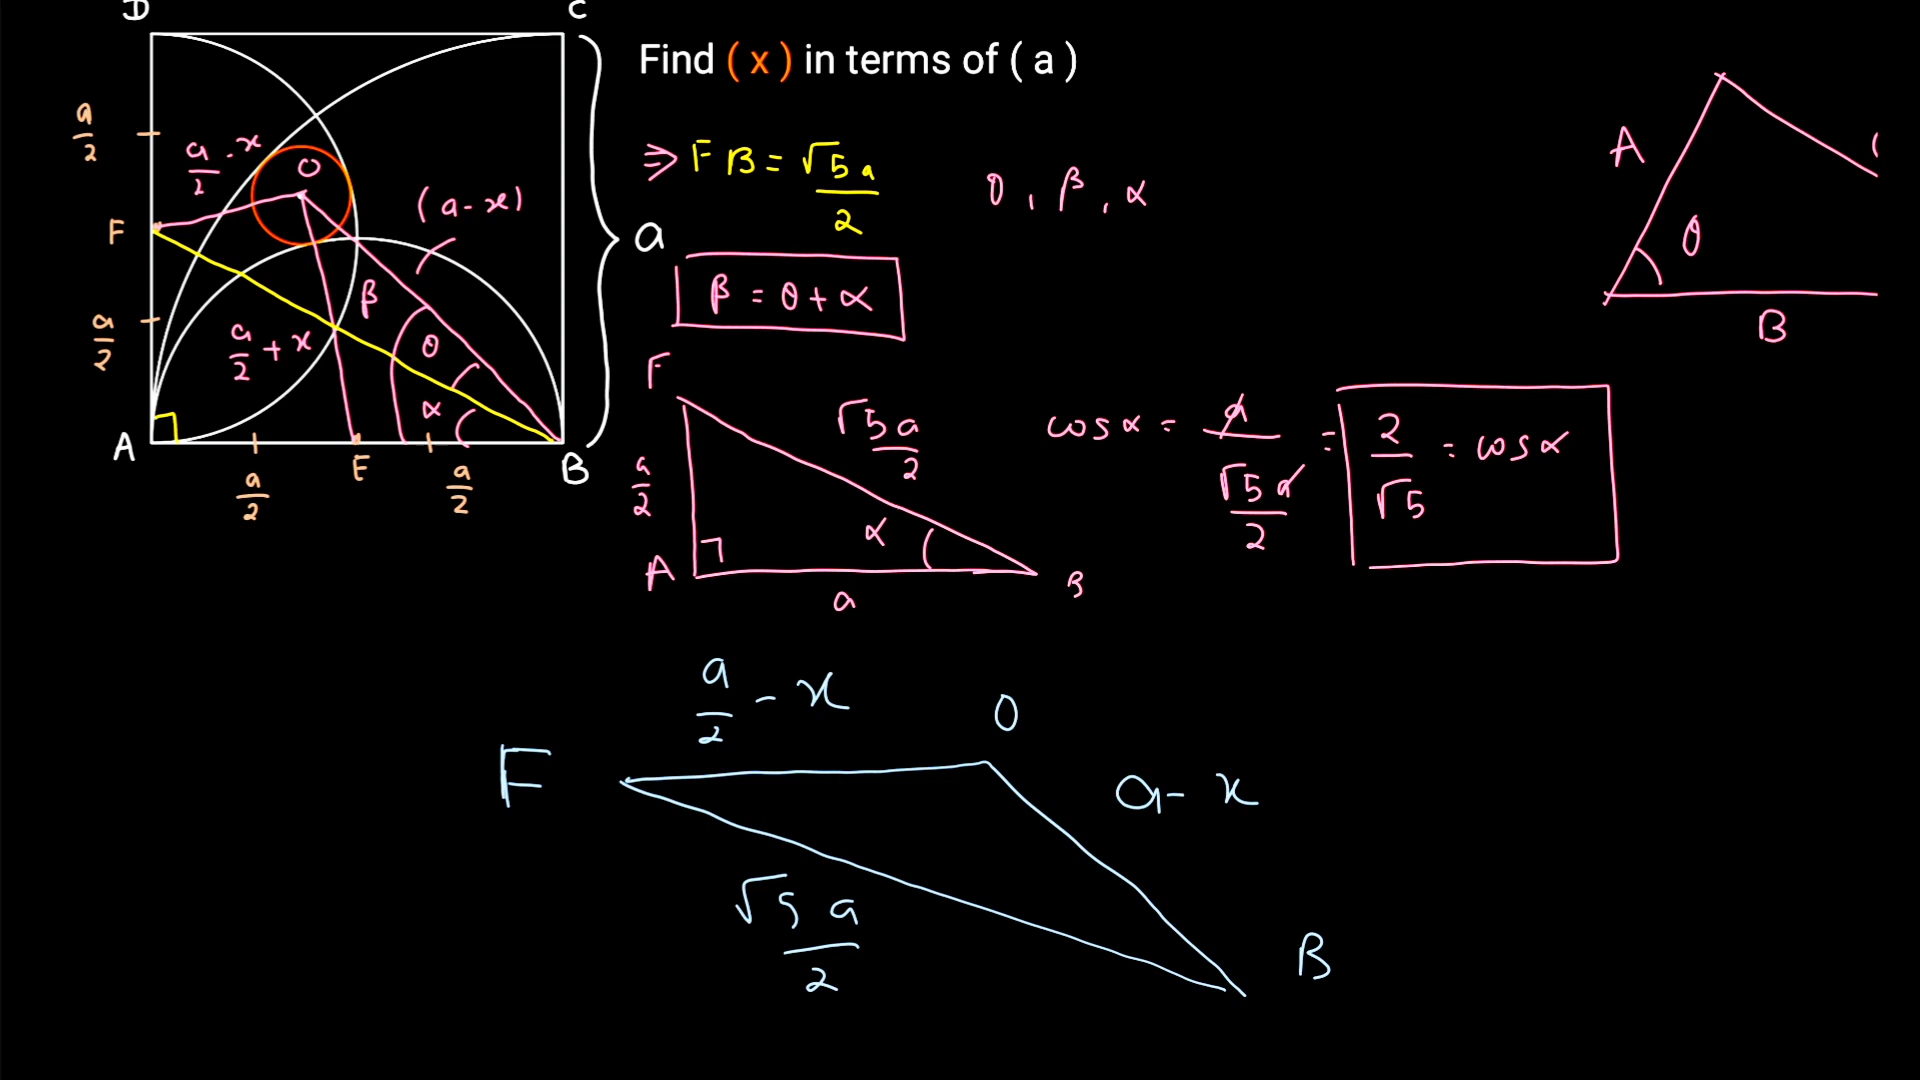 D C
Find ( x ) in terms of ( a )
a/2
a/2 - x
O
(a-x)
⇒ FB = √5 a/2
θ , β , α
A
θ
B
F
a
β = θ + α
β
a/2
a/2 + x
θ
α
A
E
B
a/2
a/2
F
a/2
√5 a/2
α
A
a
B
cos α = a/(√5 a/2) = 2/√5 = cos α
a/2 - x
O
F
a - x
√5 a/2
B